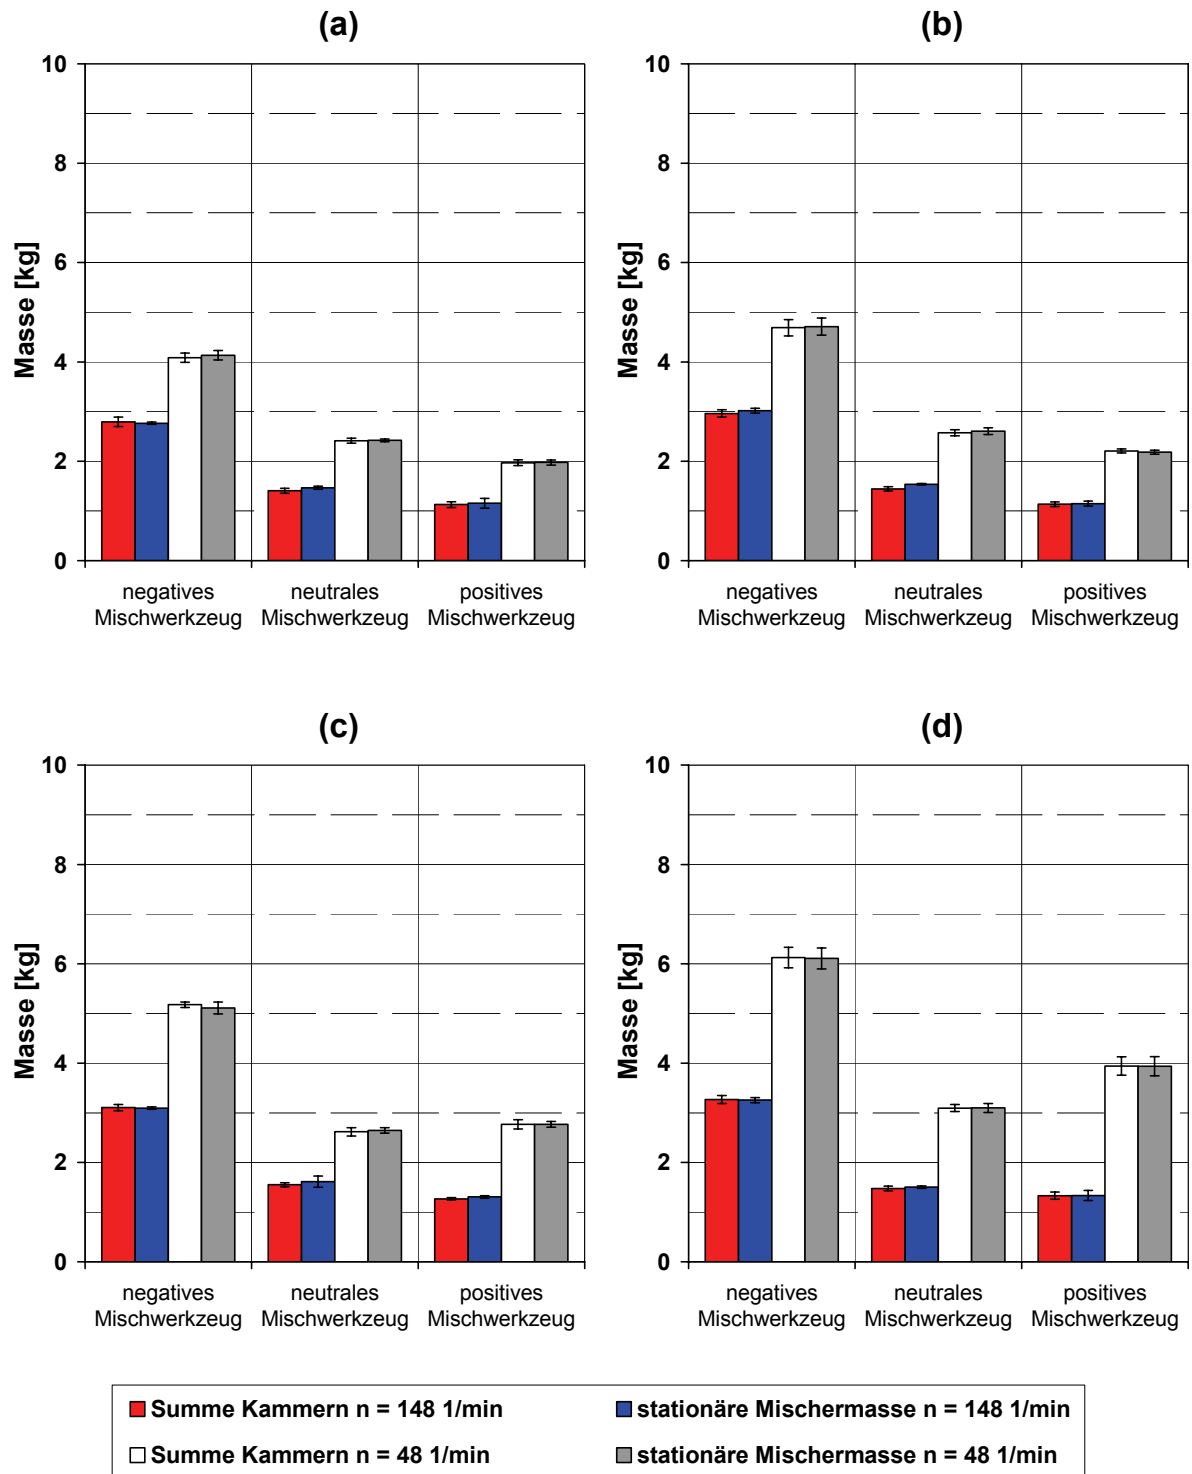 (a)
Masse [kg]
10
8
6
4
2
0
negatives
Mischwerkzeug
neutrales
Mischwerkzeug
positives
Mischwerkzeug
(b)
Masse [kg]
10
8
6
4
2
0
negatives
Mischwerkzeug
neutrales
Mischwerkzeug
positives
Mischwerkzeug
(c)
Masse [kg]
10
8
6
4
2
0
negatives
Mischwerkzeug
neutrales
Mischwerkzeug
positives
Mischwerkzeug
(d)
Masse [kg]
10
8
6
4
2
0
negatives
Mischwerkzeug
neutrales
Mischwerkzeug
positives
Mischwerkzeug
Summe Kammern n = 148 1/min
stationäre Mischermasse n = 148 1/min
Summe Kammern n = 48 1/min
stationäre Mischermasse n = 48 1/min